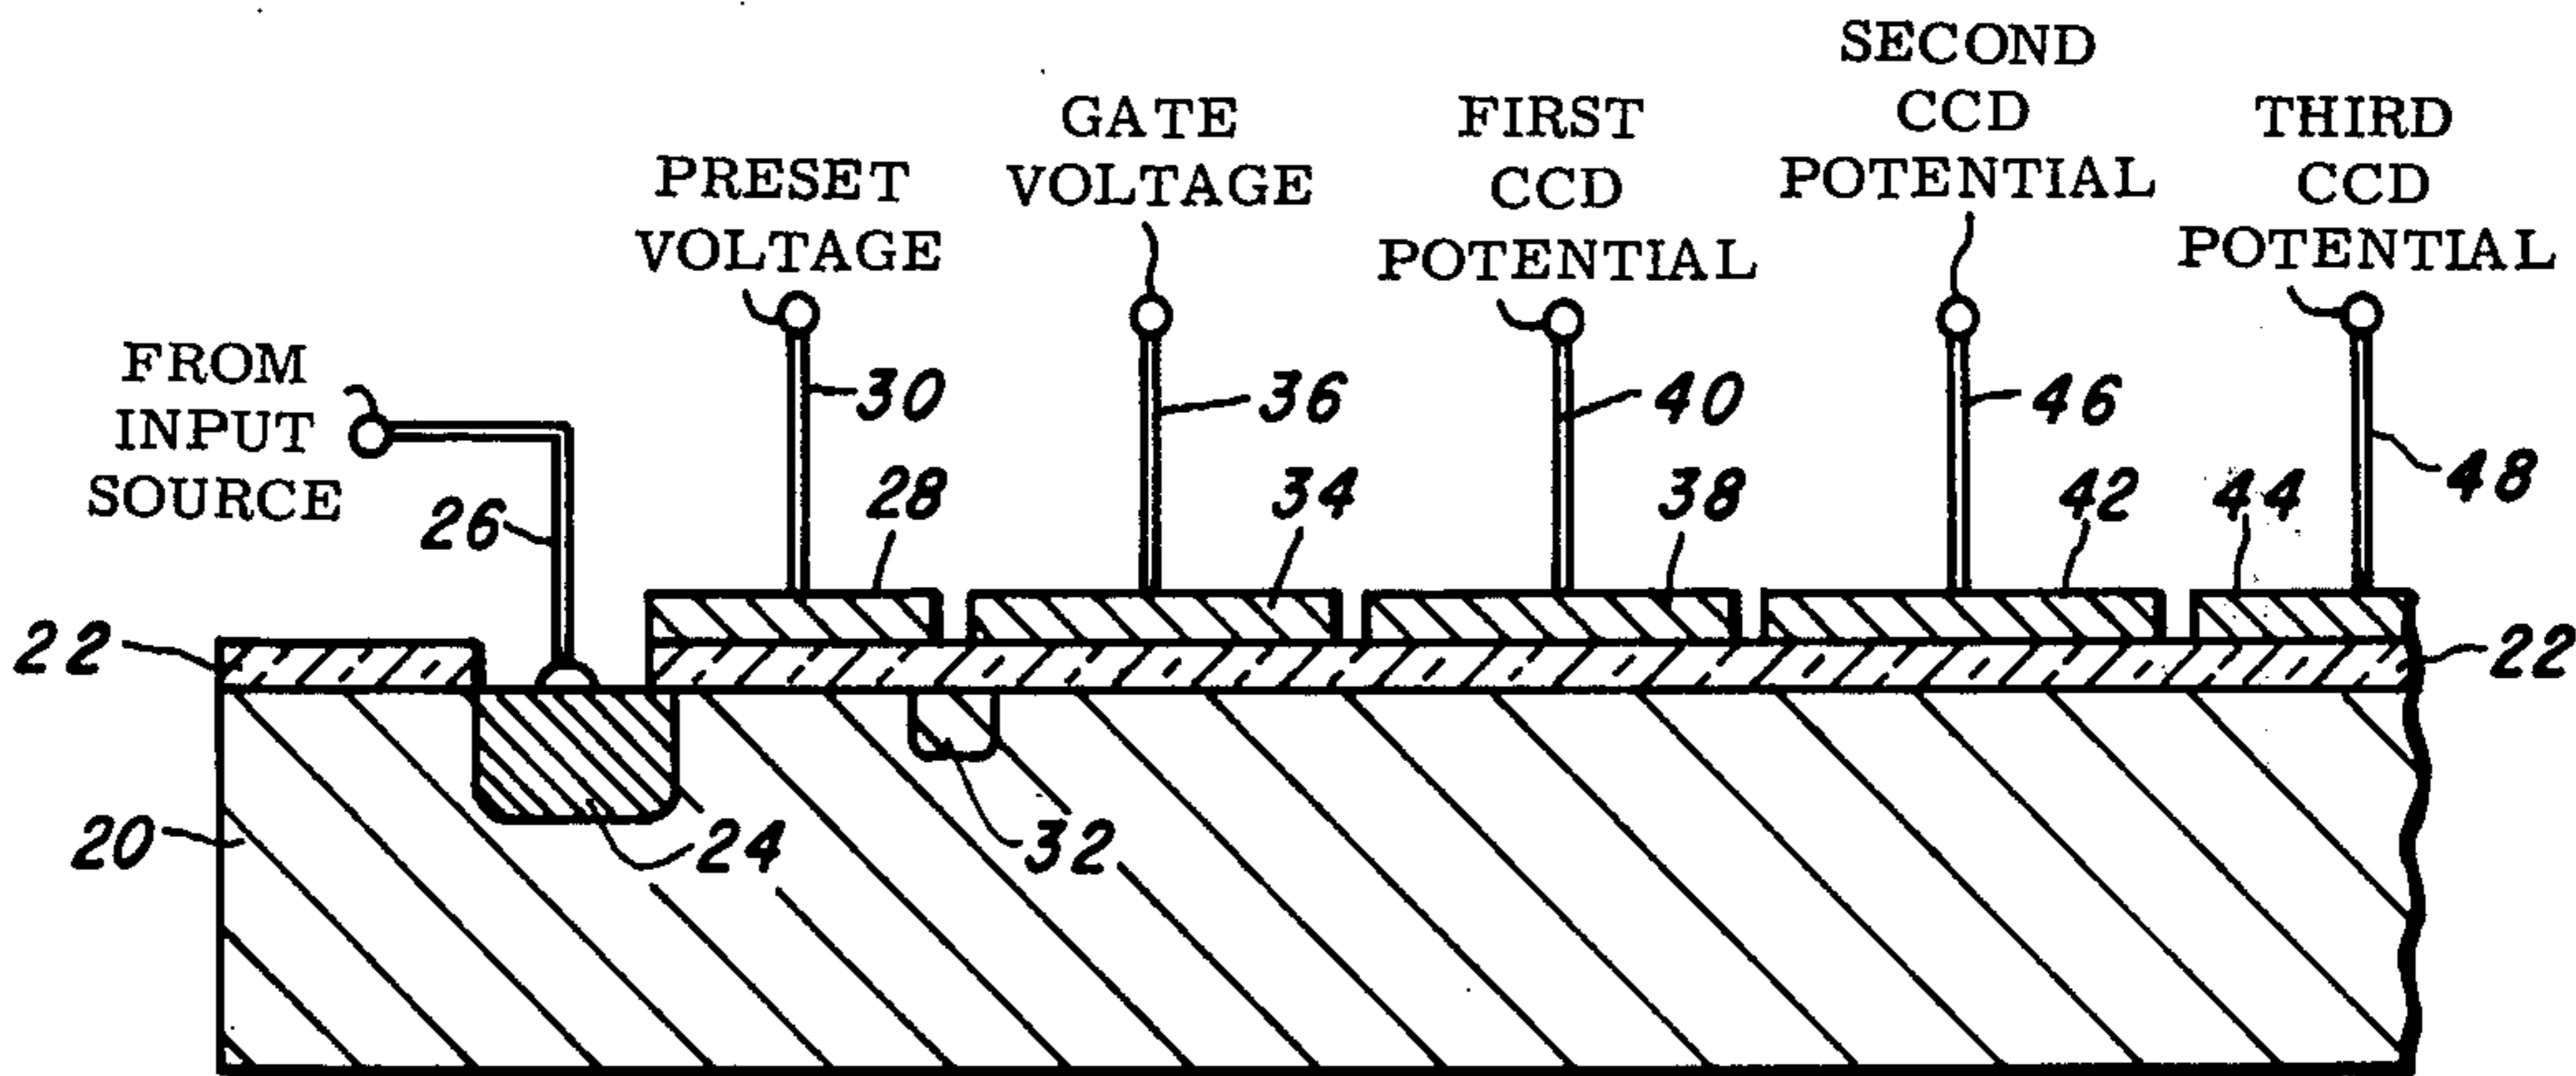 SECOND
CCD
POTENTIAL
GATE
VOLTAGE
FIRST
CCD
POTENTIAL
THIRD
CCD
POTENTIAL
PRESET
VOLTAGE
FROM
INPUT
SOURCE
30
36
40
46
48
26
28
34
38
42
44
22
22
20
24
32